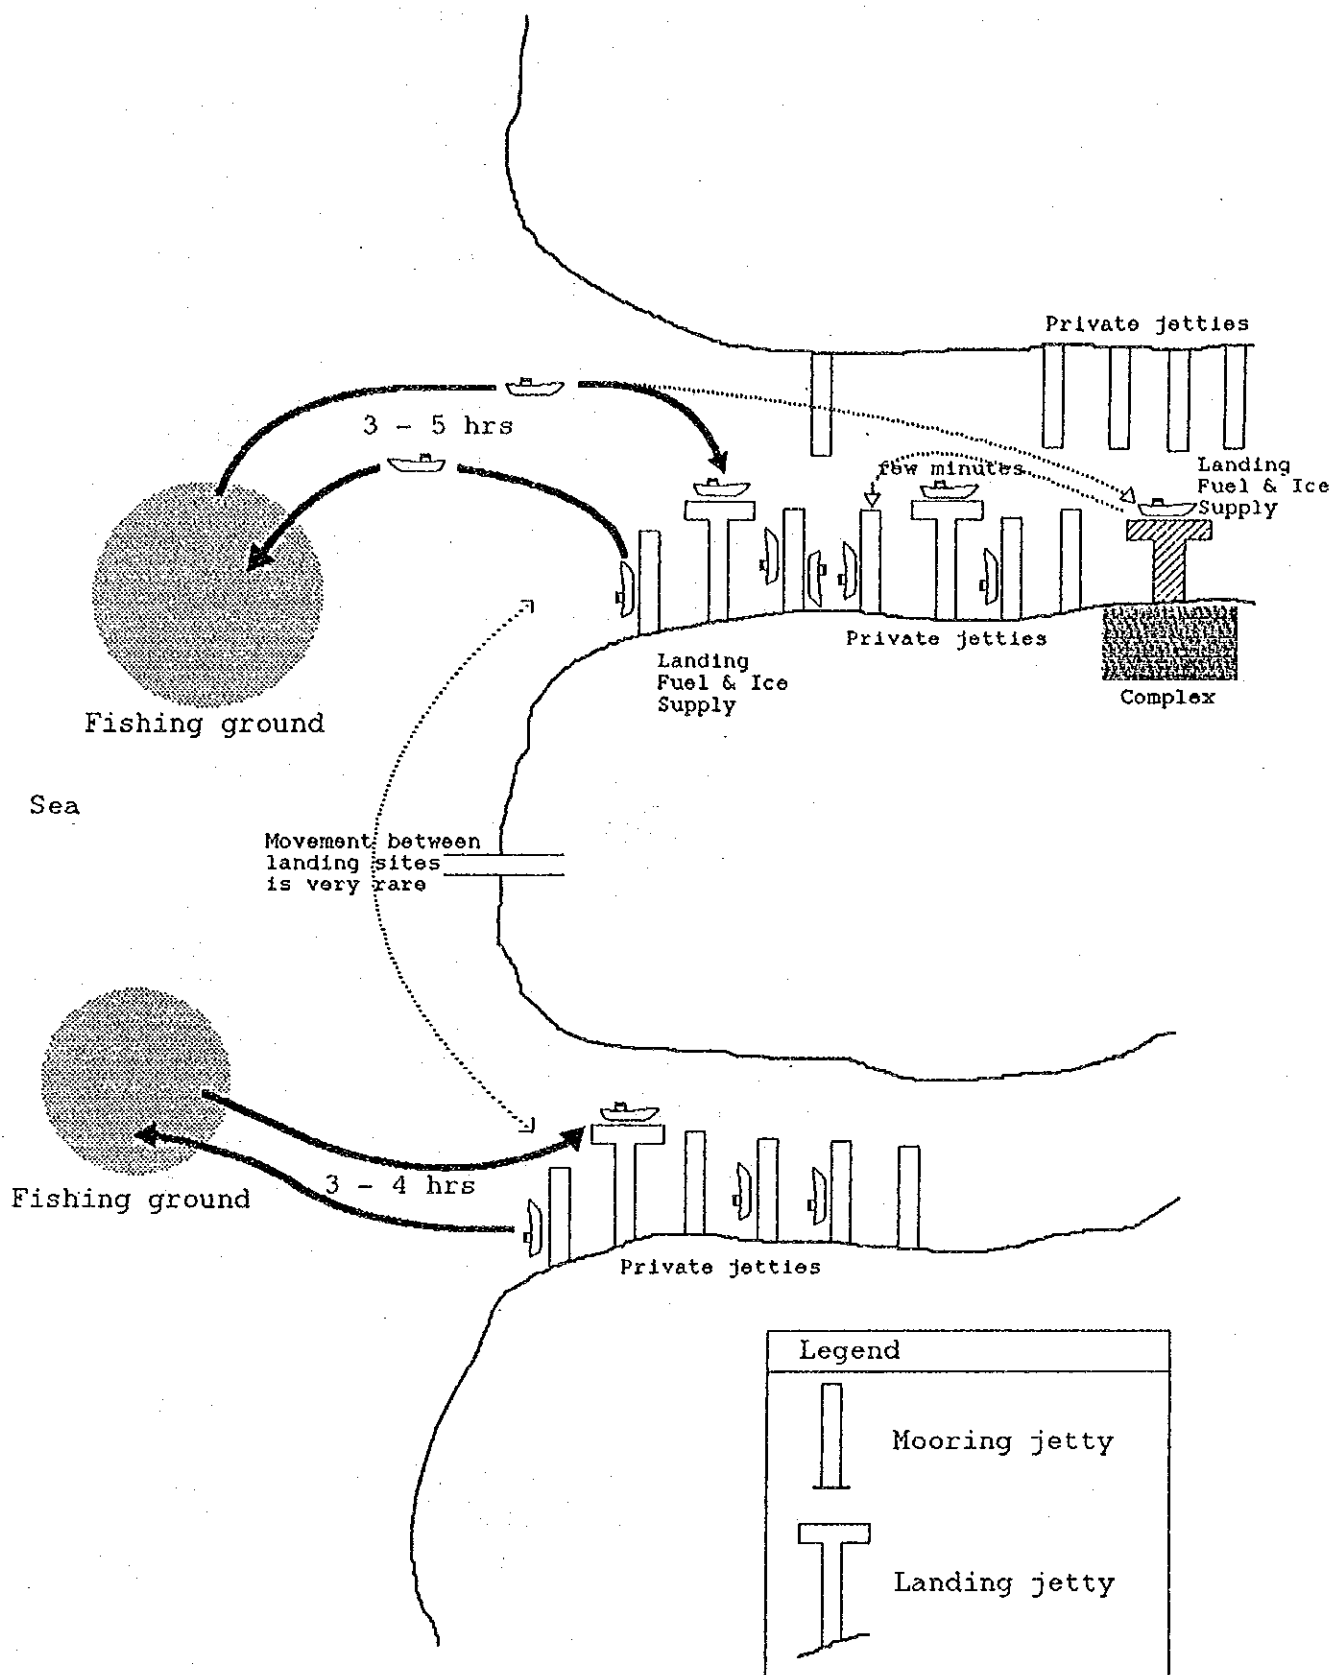 Private jetties
3 - 5 hrs
few minutes
Landing
Fuel & Ice
Supply
Private jetties
Landing
Fuel & Ice
Supply
Complex
Fishing ground
Sea
Movement between
landing sites
is very rare
3 - 4 hrs
Fishing ground
Private jetties
Legend
Mooring jetty
Landing jetty